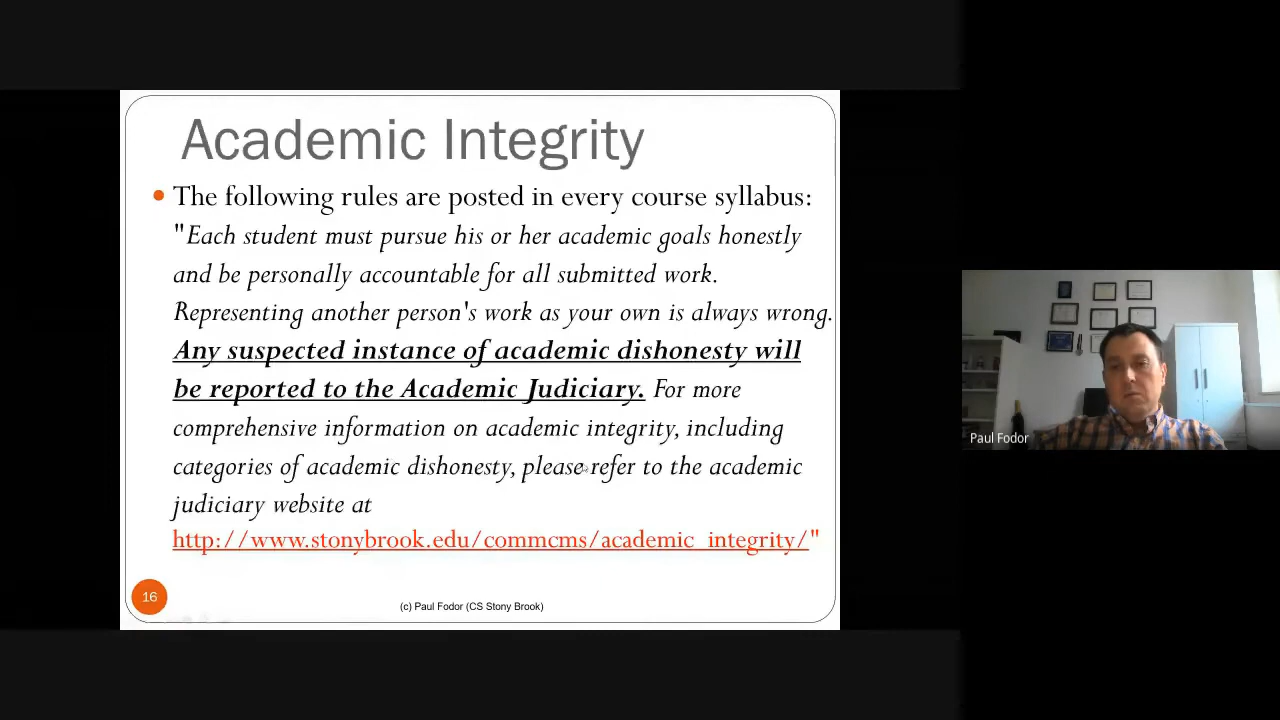 Academic Integrity
The following rules are posted in every course syllabus:
"Each student must pursue his or her academic goals honestly
and be personally accountable for all submitted work.
Representing another person's work as your own is always wrong.
Any suspected instance of academic dishonesty will
be reported to the Academic Judiciary. For more
comprehensive information on academic integrity, including
categories of academic dishonesty, please refer to the academic
judiciary website at
http://www.stonybrook.edu/commcms/academic_integrity/"
16
(c) Paul Fodor (CS Stony Brook)
Paul Fodor